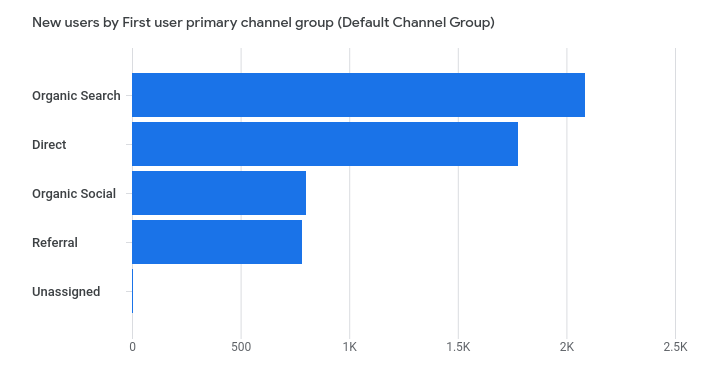 New users by First user primary channel group (Default Channel Group)
Organic Search
Direct
Organic Social
Referral
Unassigned
0 500 1K 1.5K 2K 2.5K